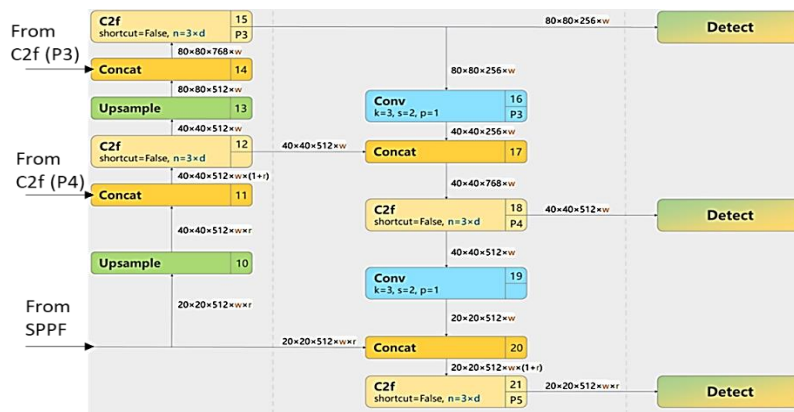 From
C2f (P3)
C2f 15
shortcut=False, n=3×d P3
80×80×256×w
Detect
80×80×768×w
Concat 14
80×80×512×w
Upsample 13
40×40×512×w
C2f 12
shortcut=False, n=3×d
40×40×512×w
From
C2f (P4)
40×40×512×w×(1+r)
Concat 11
40×40×512×w×r
Upsample 10
20×20×512×w×r
From
SPPF
80×80×256×w
Conv 16
k=3, s=2, p=1 P3
40×40×256×w
Concat 17
40×40×768×w
C2f 18
shortcut=False, n=3×d P4
40×40×512×w
Detect
40×40×512×w
Conv 19
k=3, s=2, p=1
20×20×512×w
20×20×512×w×r
Concat 20
20×20×512×w×(1+r)
C2f 21
shortcut=False, n=3×d P5
20×20×512×w×r
Detect